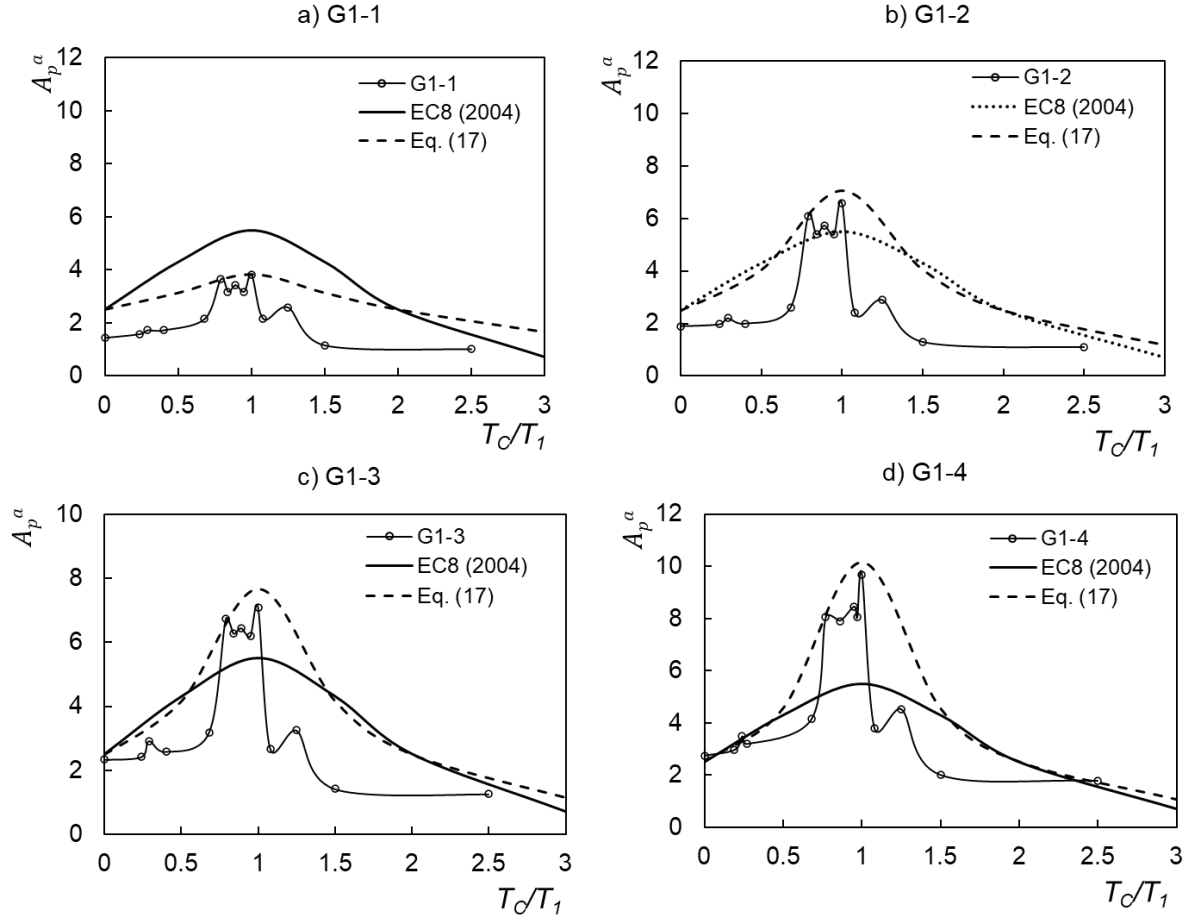 a) G1-1
A_p^a
12
10
8
6
4
2
0
G1-1
EC8 (2004)
Eq. (17)
0 0.5 1 1.5 2 2.5 3
T_C/T_1
b) G1-2
A_p^a
12
10
8
6
4
2
0
G1-2
EC8 (2004)
Eq. (17)
0 0.5 1 1.5 2 2.5 3
T_C/T_1
c) G1-3
A_p^a
10
8
6
4
2
0
G1-3
EC8 (2004)
Eq. (17)
0 0.5 1 1.5 2 2.5 3
T_C/T_1
d) G1-4
A_p^a
12
10
8
6
4
2
0
G1-4
EC8 (2004)
Eq. (17)
0 0.5 1 1.5 2 2.5 3
T_C/T_1